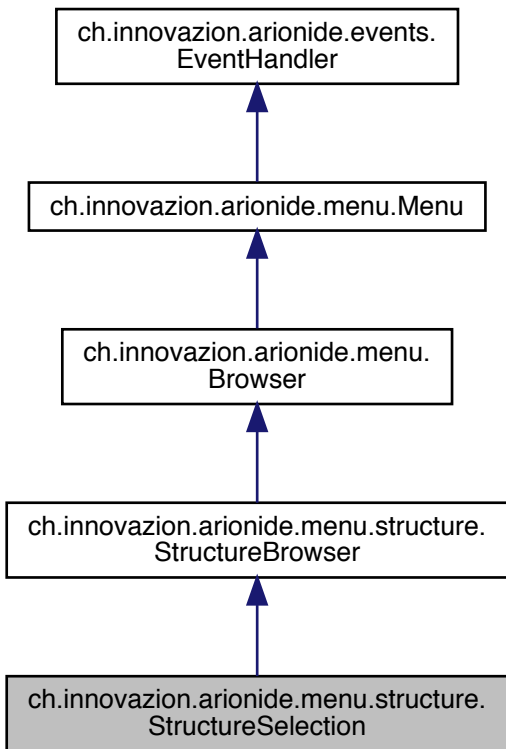 ch.innovazion.arionide.events.
EventHandler
ch.innovazion.arionide.menu.Menu
ch.innovazion.arionide.menu.
Browser
ch.innovazion.arionide.menu.structure.
StructureBrowser
ch.innovazion.arionide.menu.structure.
StructureSelection